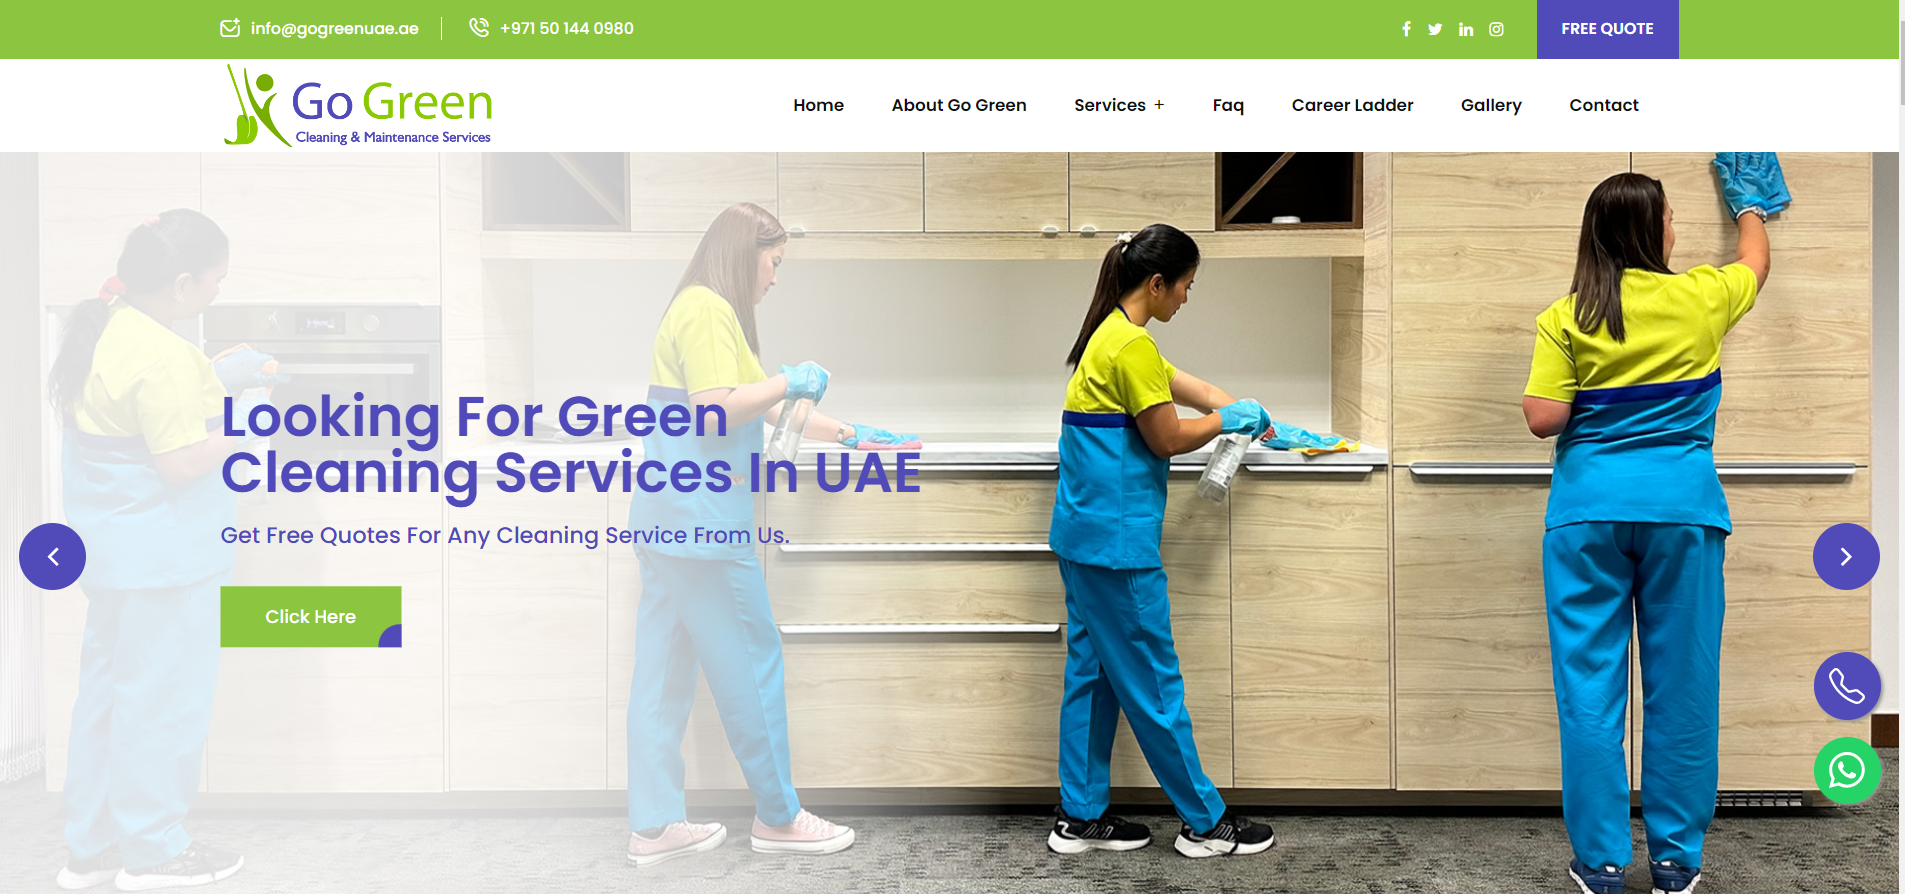 info@gogreenuae.ae
+971 50 144 0980
FREE QUOTE
Go Green
Cleaning & Maintenance Services
Home
About Go Green
Services +
Faq
Career Ladder
Gallery
Contact
Looking For Green
Cleaning Services In UAE
Get Free Quotes For Any Cleaning Service From Us.
Click Here